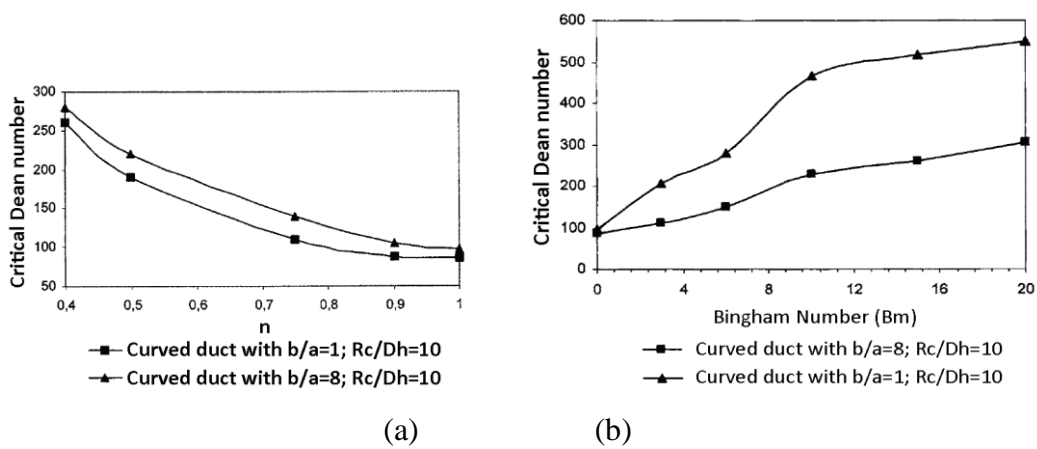 Critical Dean number
300
250
200
150
100
50
0,4
0,5
0,6
0,7
0,8
0,9
1
n
Curved duct with b/a=1; Rc/Dh=10
Curved duct with b/a=8; Rc/Dh=10
(a)
Critical Dean number
600
500
400
300
200
100
0
0
4
8
12
16
20
Bingham Number (Bm)
Curved duct with b/a=8; Rc/Dh=10
Curved duct with b/a=1; Rc/Dh=10
(b)